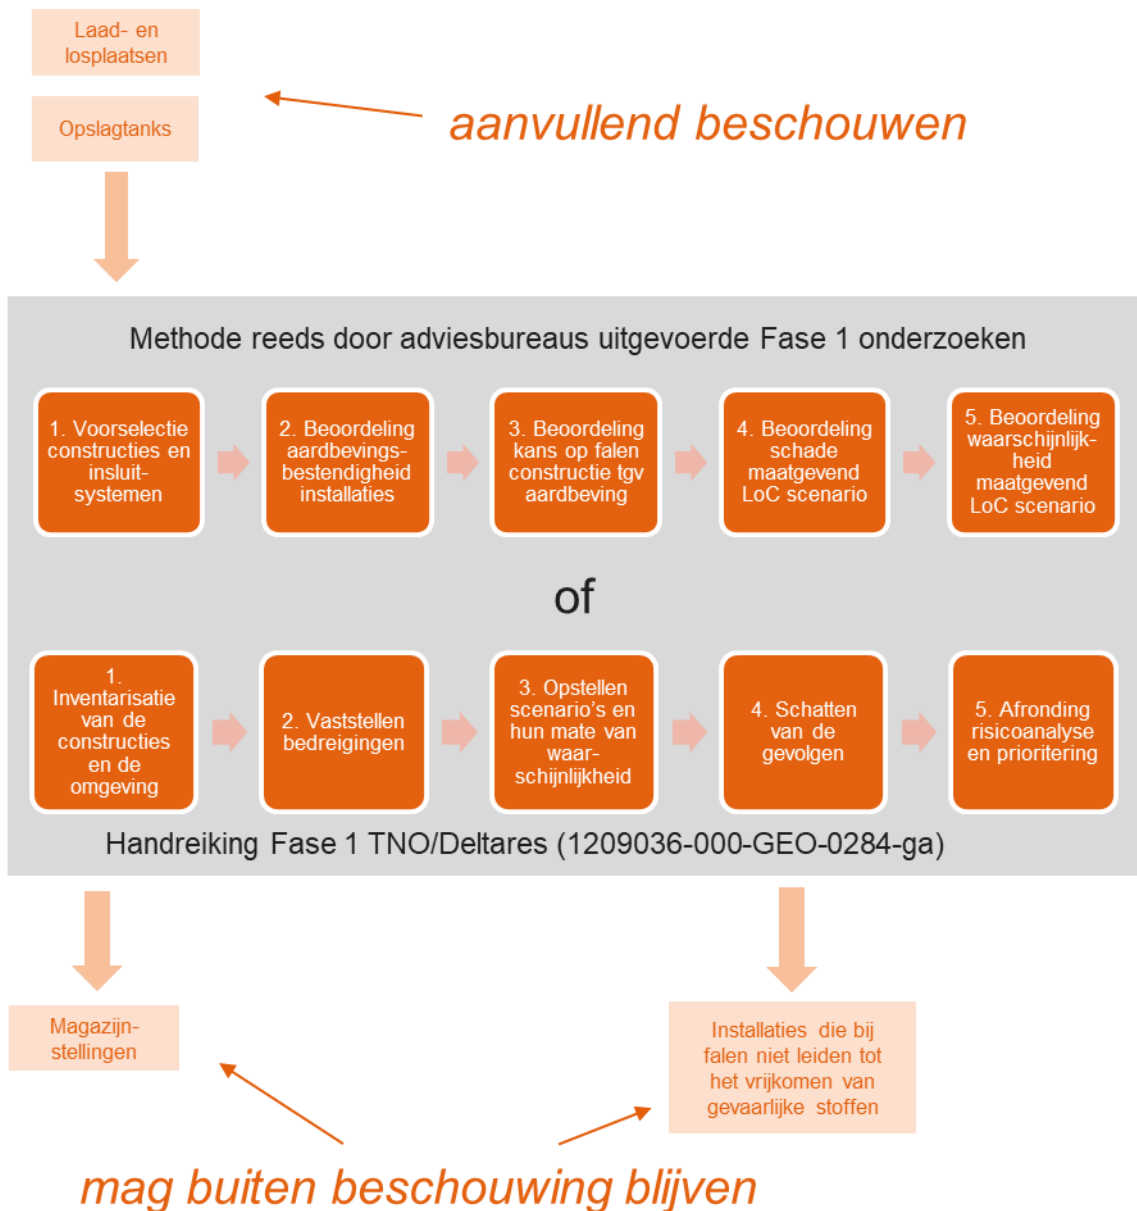 Laad- en
losplaatsen
aanvullend beschouwen
Opslagtanks
Methode reeds door adviesbureaus uitgevoerde Fase 1 onderzoeken
1. Voorselectie
constructies en
insluit-
systemen
2. Beoordeling
aardbevings-
bestendigheid
installaties
3. Beoordeling
kans op falen
constructie tgv
aardbeving
4. Beoordeling
schade
maatgevend
LoC scenario
5. Beoordeling
waarschijnlijk-
heid
maatgevend
LoC scenario
of
1.
Inventarisatie
van de
constructies
en de
omgeving
2. Vaststellen
bedreigingen
3. Opstellen
scenario's en
hun mate van
waar-
schijnlijkheid
4. Schatten
van de
gevolgen
5. Afronding
risicoanalyse
en prioritering
Handreiking Fase 1 TNO/Deltares (1209036-000-GEO-0284-ga)
Magazijn-
stellingen
Installaties die bij
falen niet leiden tot
het vrijkomen van
gevaarlijke stoffen
mag buiten beschouwing blijven